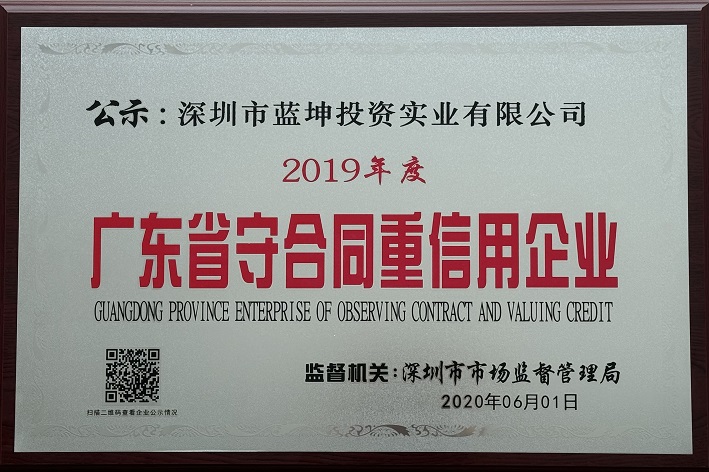 公示：深圳市蓝坤投资实业有限公司
2019年度
广东省守合同重信用企业
GUANGDONG PROVINCE ENTERPRISE OF OBSERVING CONTRACT AND VALUING CREDIT
监督机关:深圳市市场监督管理局
2020年06月01日
扫描二维码查看企业公示情况